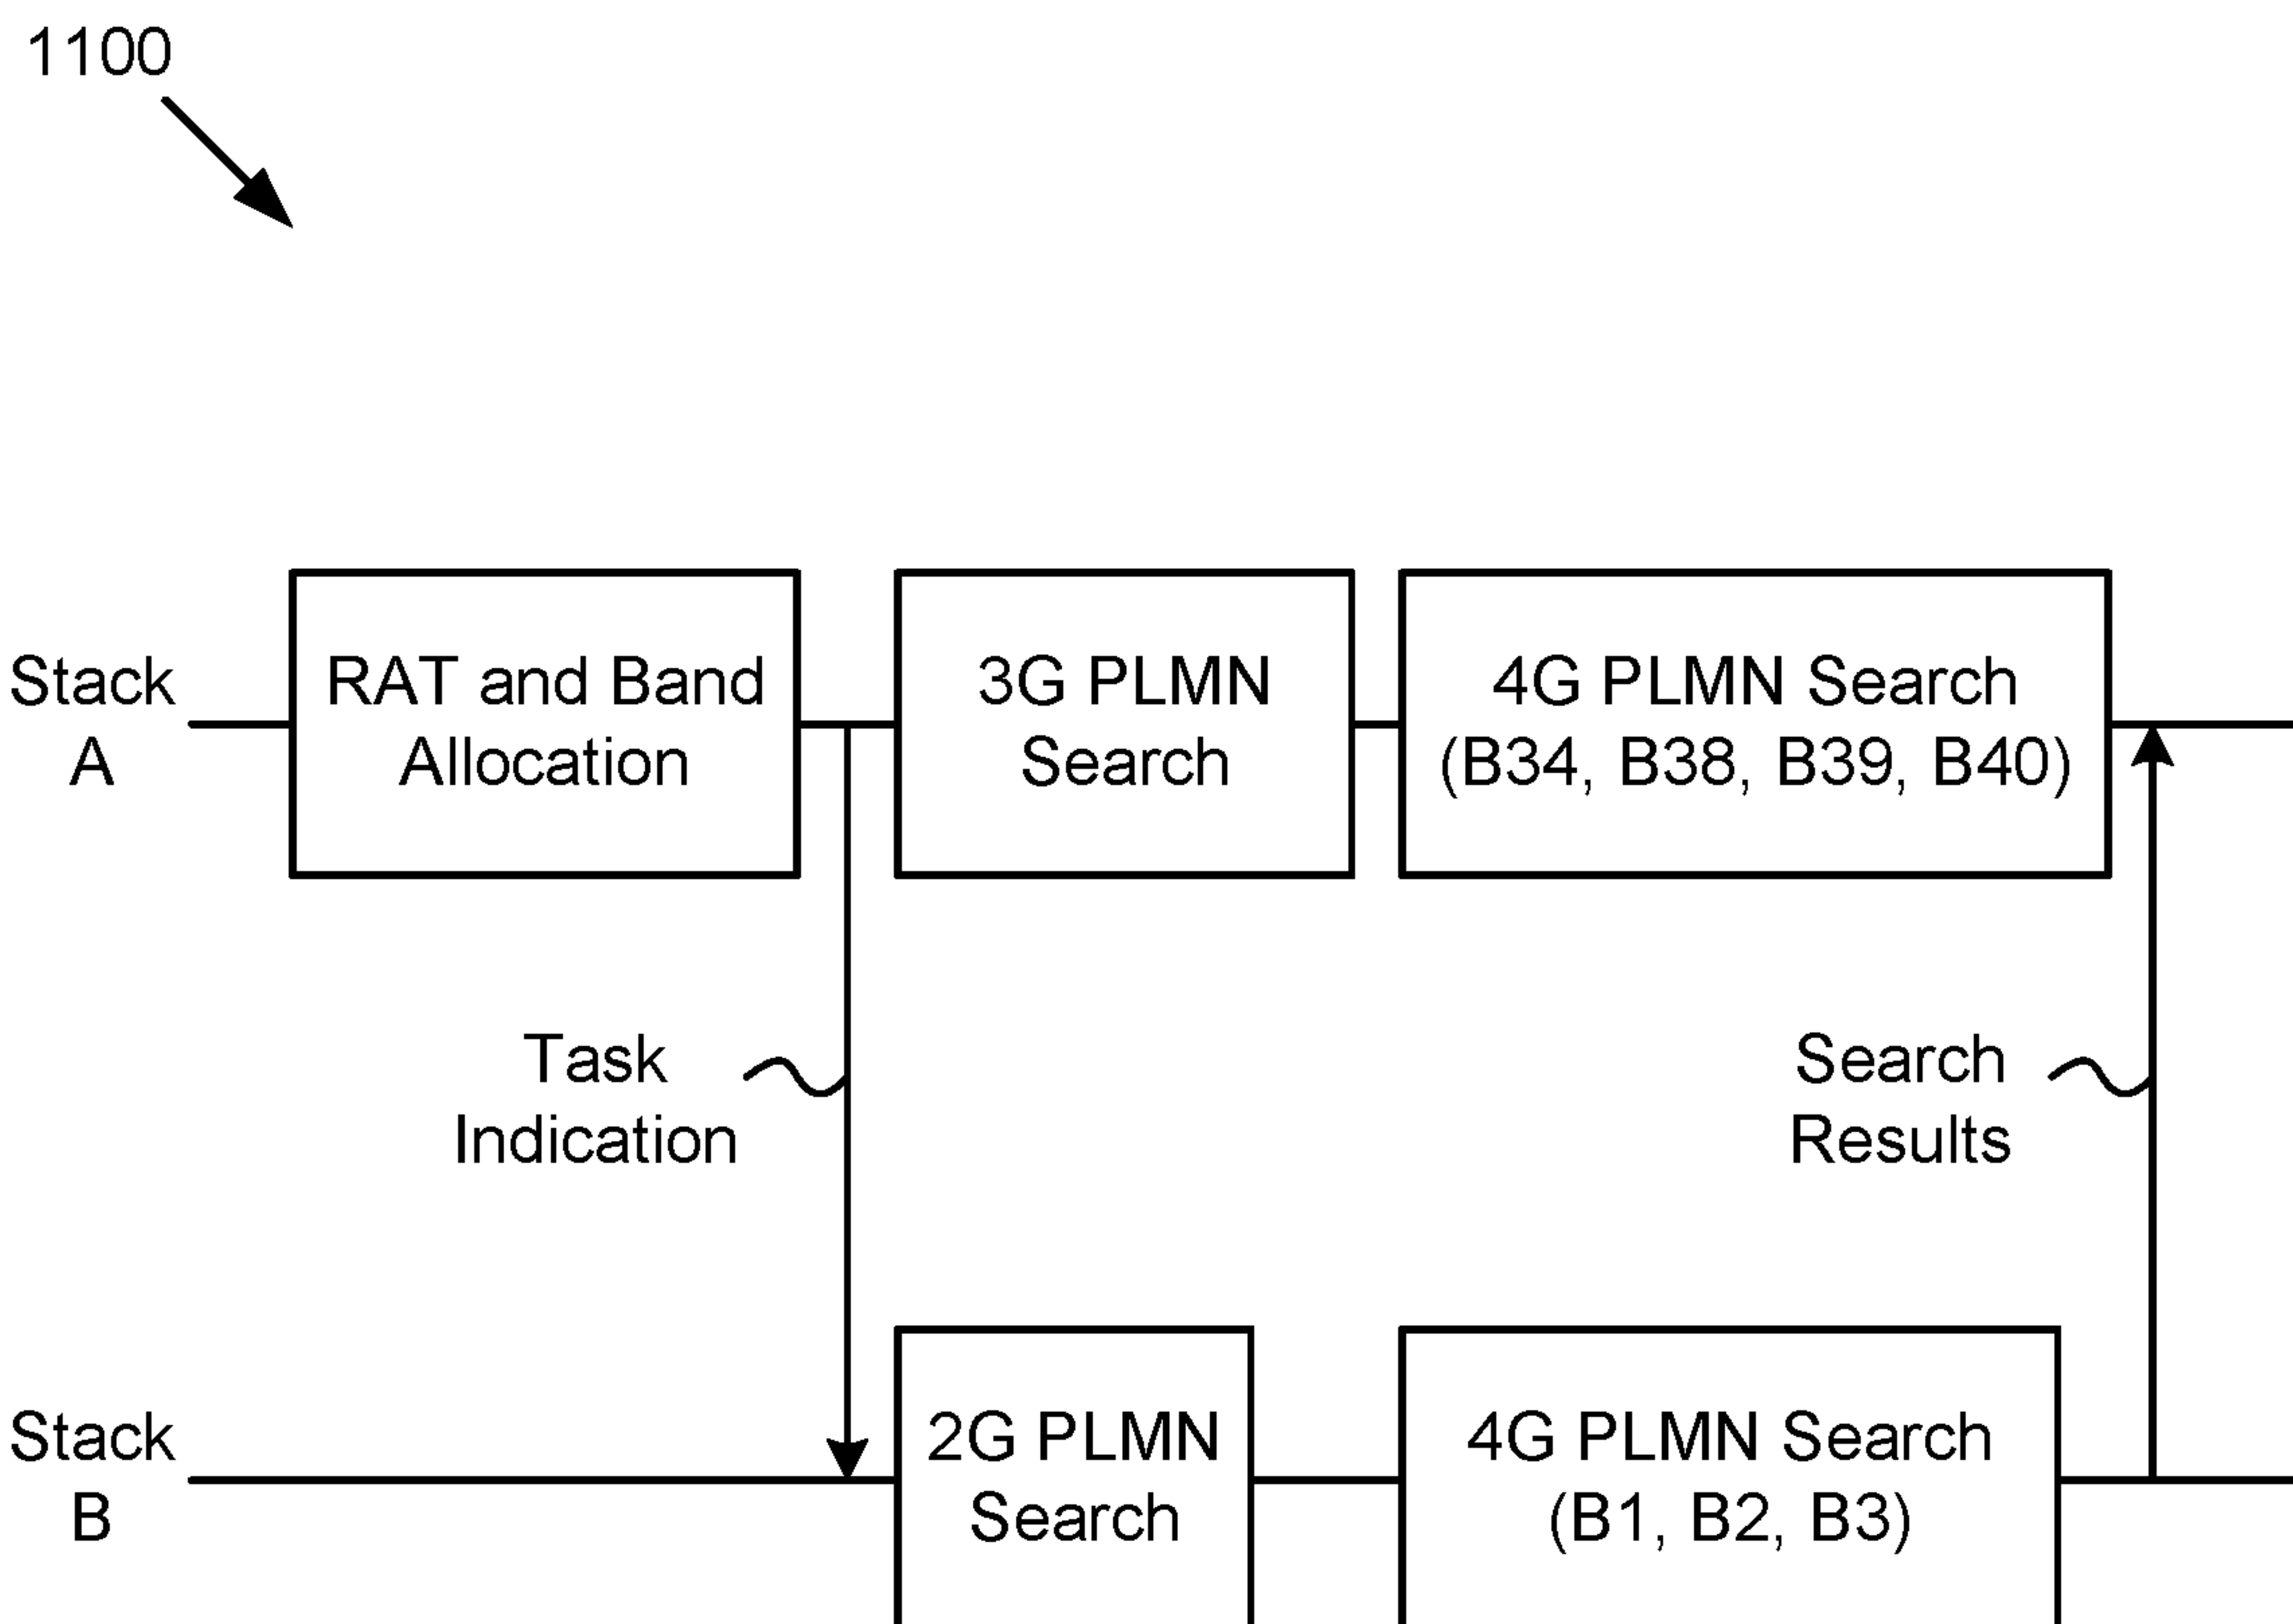 1100
Stack
A
RAT and Band
Allocation
3G PLMN
Search
4G PLMN Search
(B34, B38, B39, B40)
Task
Indication
Search
Results
Stack
B
2G PLMN
Search
4G PLMN Search
(B1, B2, B3)